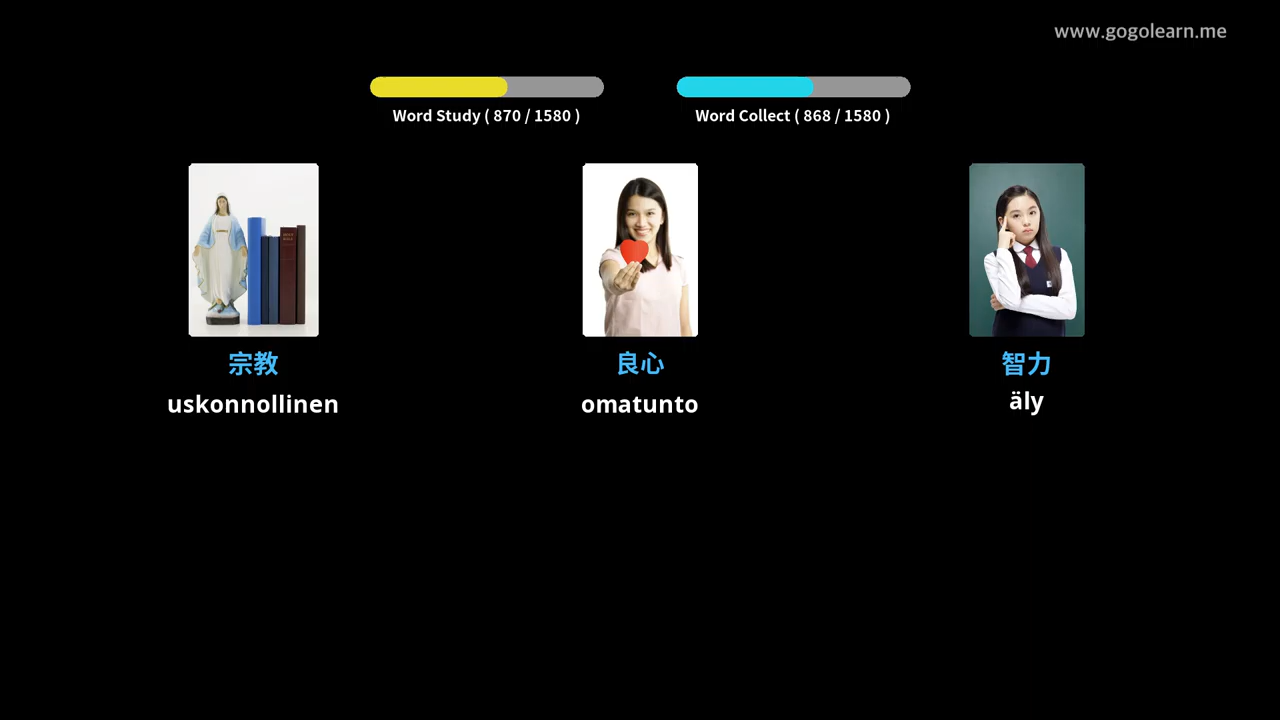 www.gogolearn.me
Word Study ( 870 / 1580 )
Word Collect ( 868 / 1580 )
宗教
良心
智力
uskonnollinen
omatunto
äly